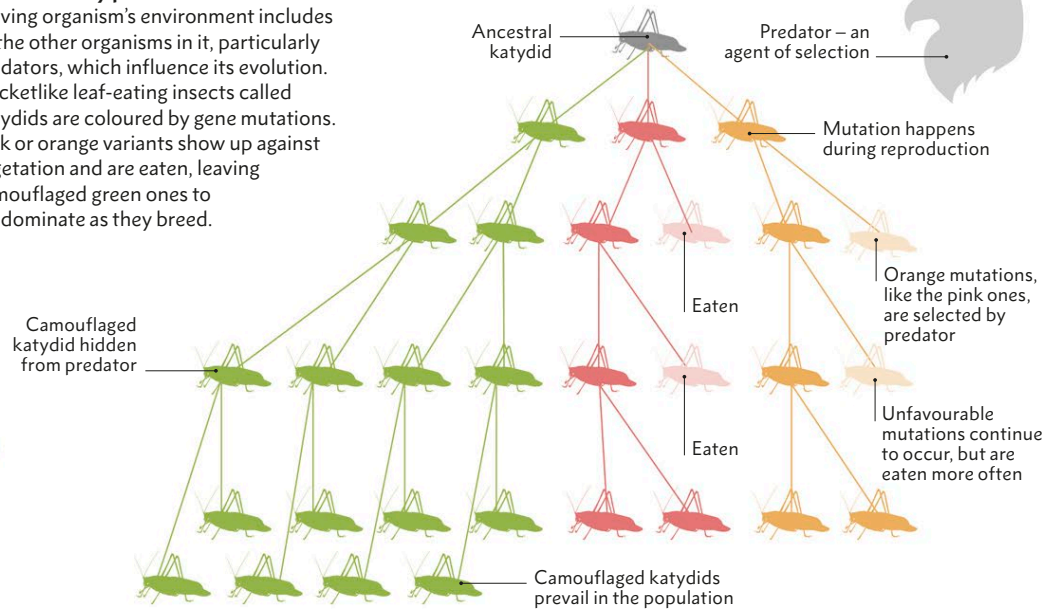 ving organism's environment includes
the other organisms in it, particularly
dators, which influence its evolution.
cketlike leaf-eating insects called
ydids are coloured by gene mutations.
k or orange variants show up against
getation and are eaten, leaving
mouflaged green ones to
dominate as they breed.
Ancestral
katydid
Predator – an
agent of selection
Mutation happens
during reproduction
Eaten
Orange mutations,
like the pink ones,
are selected by
predator
Camouflaged
katydid hidden
from predator
Eaten
Unfavourable
mutations continue
to occur, but are
eaten more often
Camouflaged katydids
prevail in the population